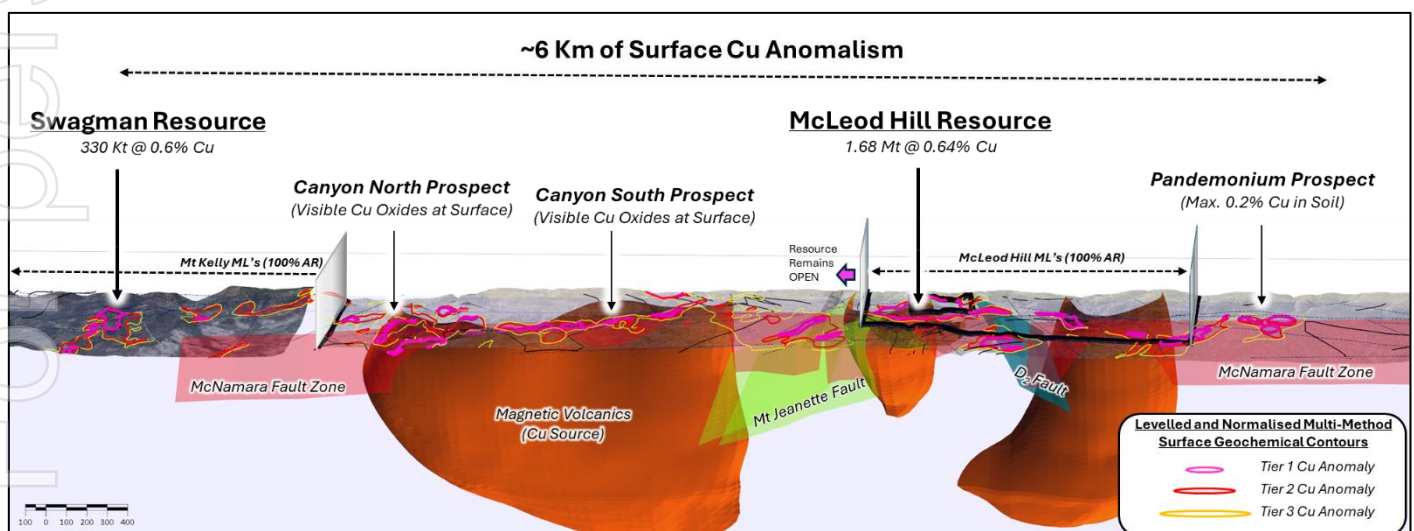 ~6 Km of Surface Cu Anomalism
Swagman Resource
330 Kt @ 0.6% Cu
McLeod Hill Resource
1.68 Mt @ 0.64% Cu
Canyon North Prospect
(Visible Cu Oxides at Surface)
Canyon South Prospect
(Visible Cu Oxides at Surface)
Pandemonium Prospect
(Max. 0.2% Cu in Soil)
Mt Kelly ML's (100% AR)
Resource
Remains
OPEN
McLeod Hill ML's (100% AR)
McNamara Fault Zone
Magnetic Volcanics
(Cu Source)
Mt Jeanette Fault
D₂ Fault
McNamara Fault Zone
Levelled and Normalised Multi-Method
Surface Geochemical Contours
Tier 1 Cu Anomaly
Tier 2 Cu Anomaly
Tier 3 Cu Anomaly
100 0 100 200 300 400